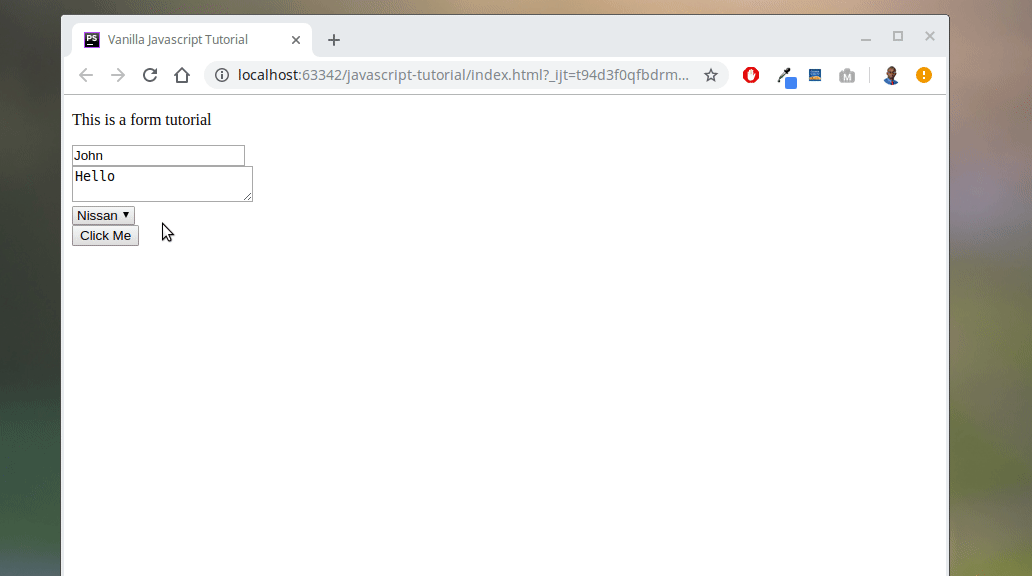 PS Vanilla Javascript Tutorial
localhost:63342/javascript-tutorial/index.html?_ijt=t94d3f0qfbdrm...
M
This is a form tutorial
John
Hello
Nissan
Click Me